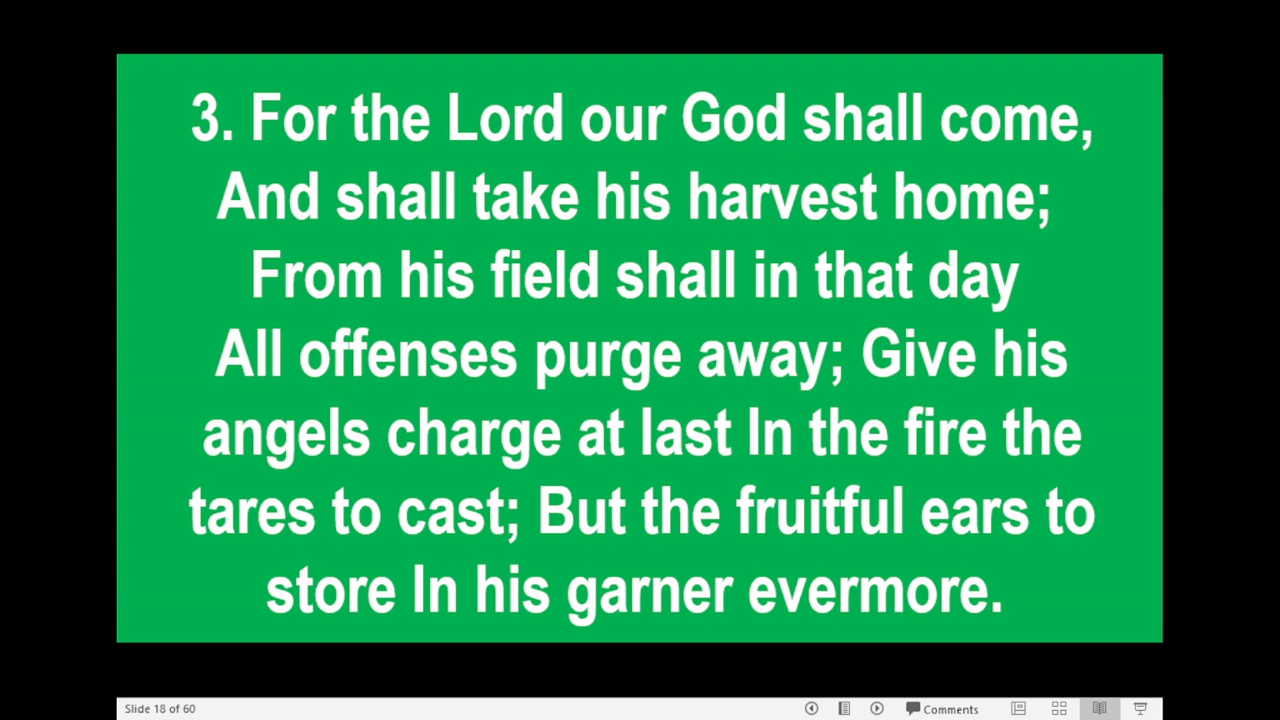 3. For the Lord our God shall come,
And shall take his harvest home;
From his field shall in that day
All offenses purge away; Give his
angels charge at last In the fire the
tares to cast; But the fruitful ears to
store In his garner evermore.
Slide 18 of 60
Comments